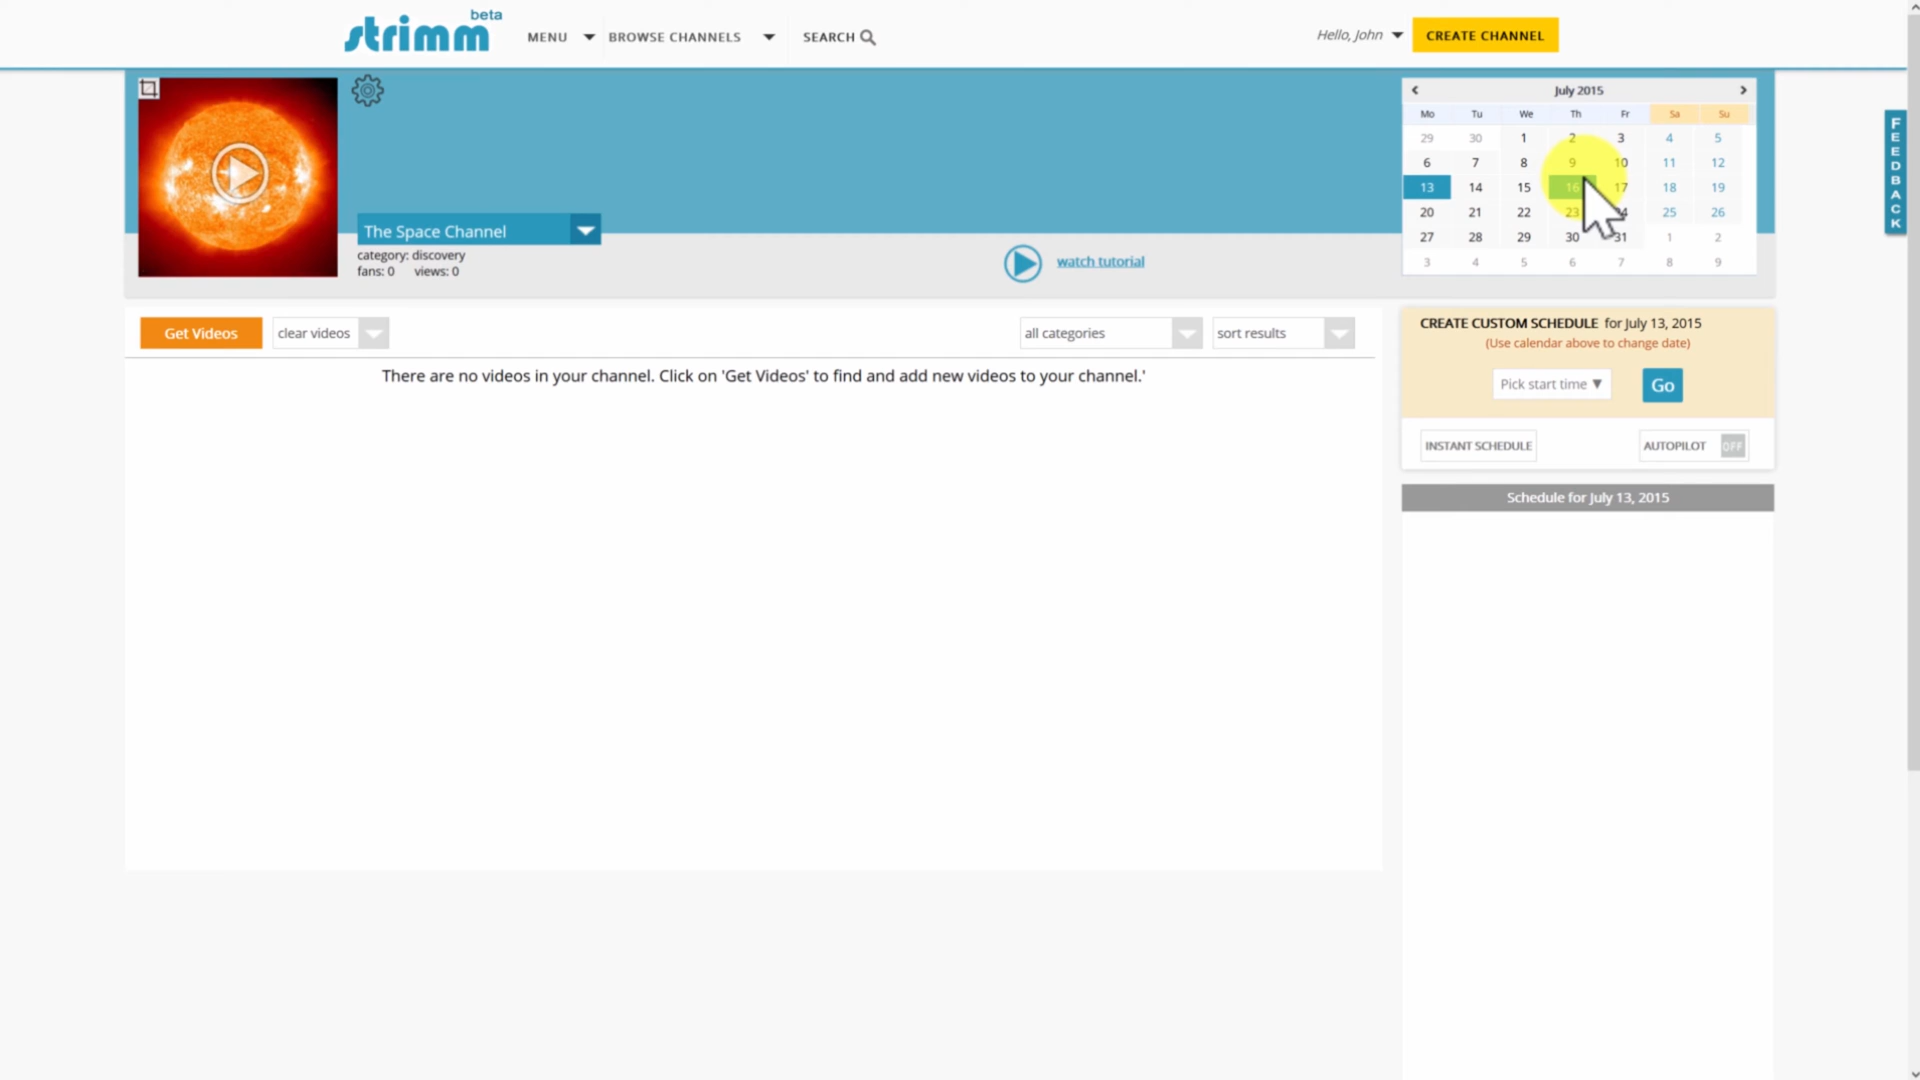 strimm beta
MENU BROWSE CHANNELS SEARCH
Hello, John CREATE CHANNEL
The Space Channel
category: discovery
fans: 0 views: 0
watch tutorial
July 2015
Mo Tu We Th Fr Sa Su
29 30 1 2 3 4 5
6 7 8 9 10 11 12
13 14 15 16 17 18 19
20 21 22 23 24 25 26
27 28 29 30 31 1 2
3 4 5 6 7 8 9
FEEDBACK
Get Videos clear videos all categories sort results
There are no videos in your channel. Click on 'Get Videos' to find and add new videos to your channel.'
CREATE CUSTOM SCHEDULE for July 13, 2015
(Use calendar above to change date)
Pick start time ▼ Go
INSTANT SCHEDULE AUTOPILOT OFF
Schedule for July 13, 2015